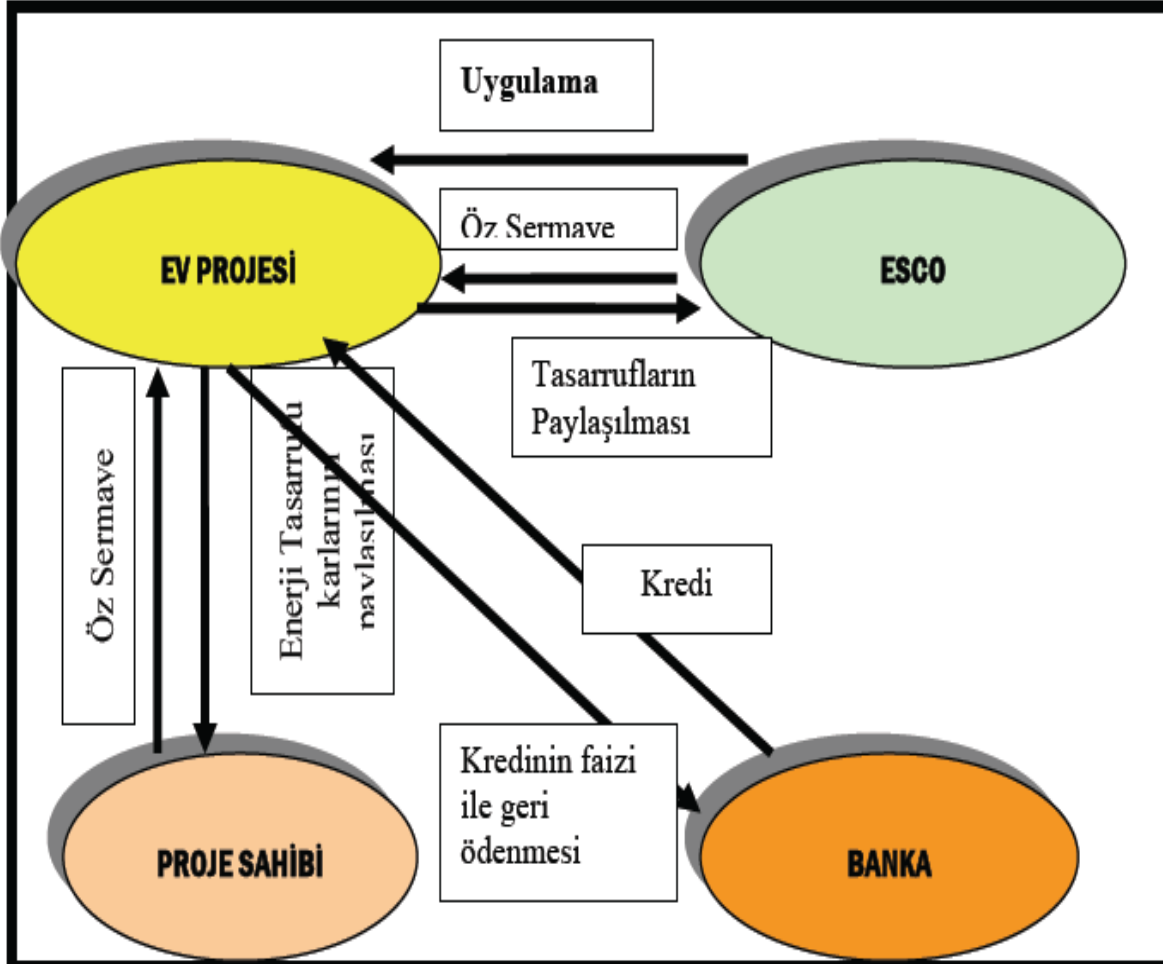 Uygulama
Öz Sermaye
EV PROJESİ
ESCO
Tasarrufların
Paylaşılması
Öz Sermaye
Enerji Tasarrufu
karlarının
paylaşılması
Kredi
Kredinin faizi
ile geri
ödenmesi
PROJE SAHİBİ
BANKA